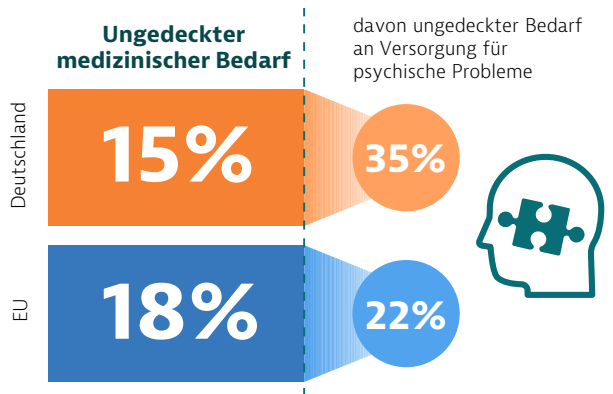 Ungedeckter
medizinischer Bedarf
davon ungedeckter Bedarf
an Versorgung für
psychische Probleme
Deutschland
15%
35%
EU
18%
22%